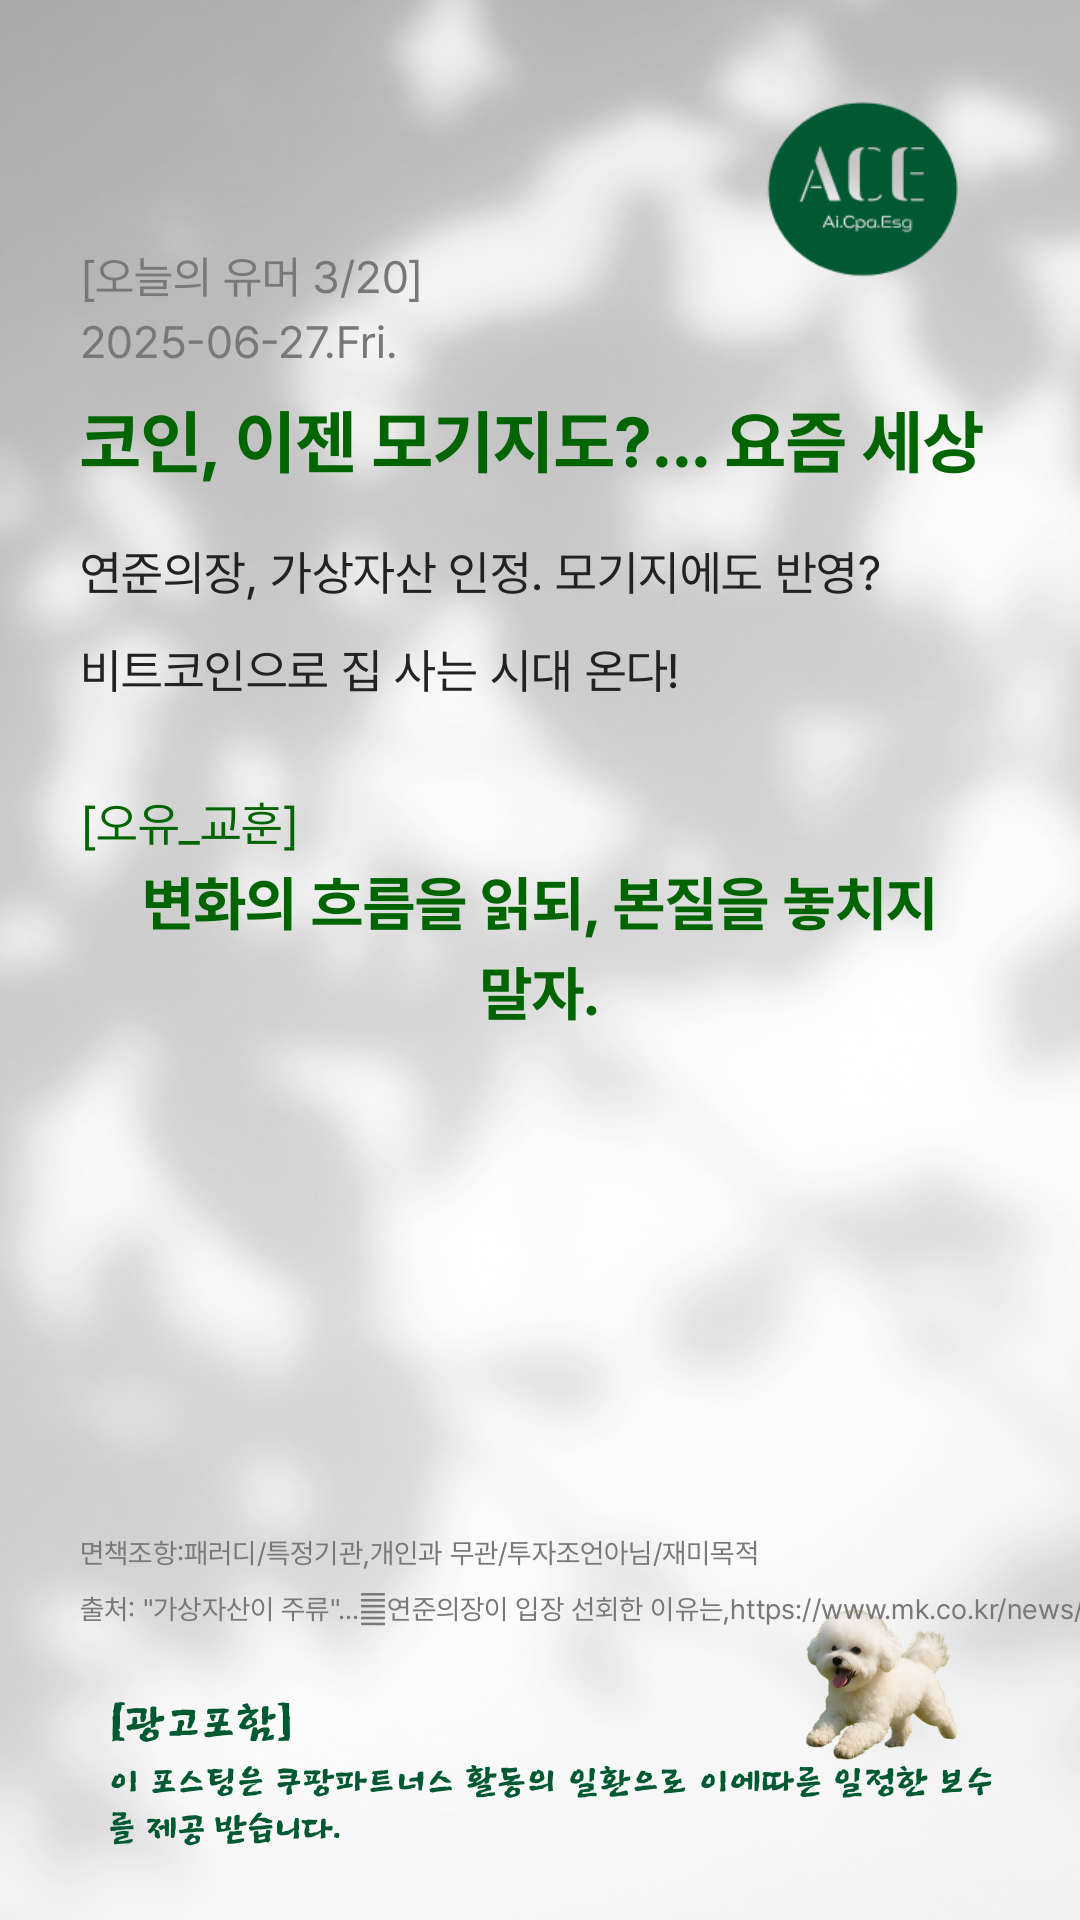 ACE
Ai.Cpa.Esg
[오늘의 유머 3/20]
2025-06-27.Fri.
코인, 이젠 모기지도?... 요즘 세상
연준의장, 가상자산 인정. 모기지에도 반영?
비트코인으로 집 사는 시대 온다!
[오유_교훈]
변화의 흐름을 읽되, 본질을 놓치지
말자.
면책조항:패러디/특정기관,개인과 무관/투자조언아님/재미목적
출처: "가상자산이 주류"...연준의장이 입장 선회한 이유는,https://www.mk.co.kr/news/
[광고포함]
이 포스팅은 쿠팡파트너스 활동의 일환으로 이에따른 일정한 보수
를 제공 받습니다.